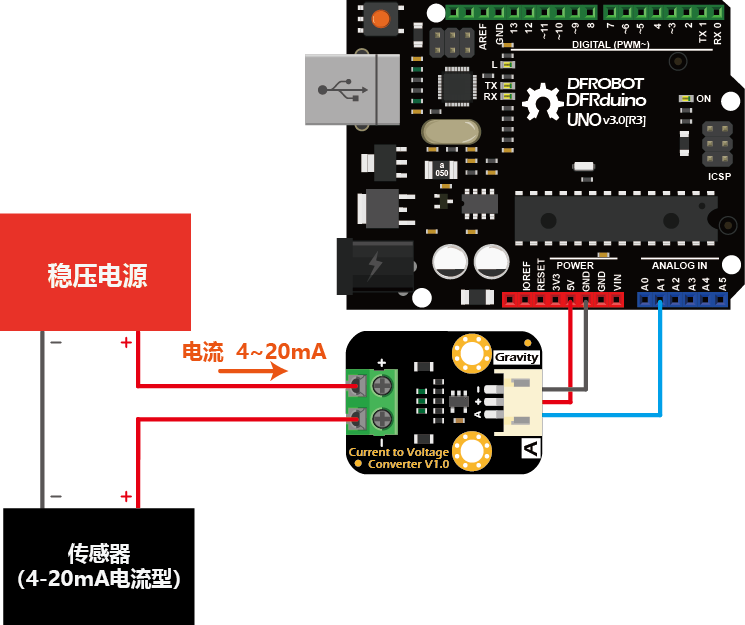 AREF
GND
13
12
~11
~10
~9
8
7
~6
~5
4
~3
2
TX 1
RX 0
DIGITAL (PWM~)
L
TX
RX
DFROBOT
DFRduino
UNO v3.0[R3]
ON
ICSP
a
050
稳压电源
POWER
ANALOG IN
IOREF
RESET
3V3
5V
GND
GND
VIN
A0
A1
A2
A3
A4
A5
− +
电流 4~20mA
+
Gravity
-
+
A
−
A
Current to Voltage
Converter V1.0
− +
传感器
(4-20mA电流型)